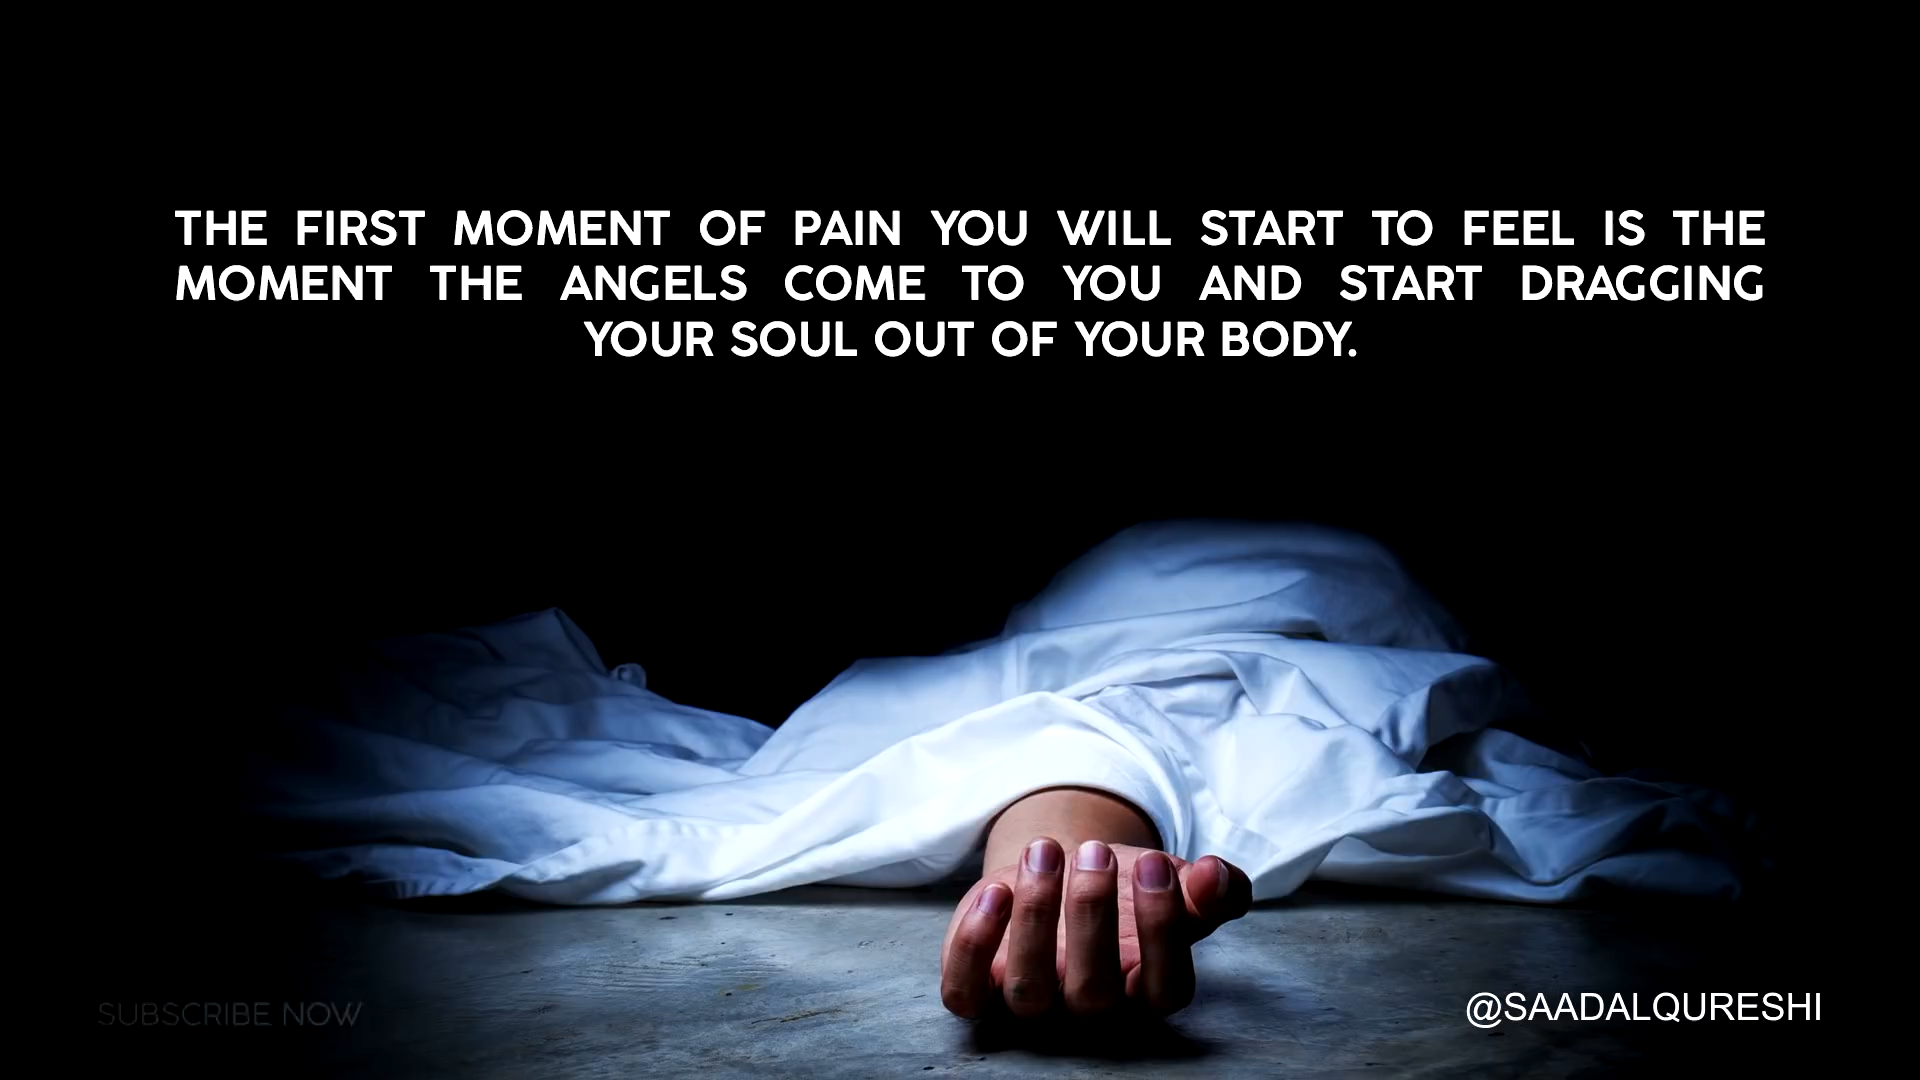 THE FIRST MOMENT OF PAIN YOU WILL START TO FEEL IS THE
MOMENT THE ANGELS COME TO YOU AND START DRAGGING
YOUR SOUL OUT OF YOUR BODY.
SUBSCRIBE NOW
@SAADALQURESHI